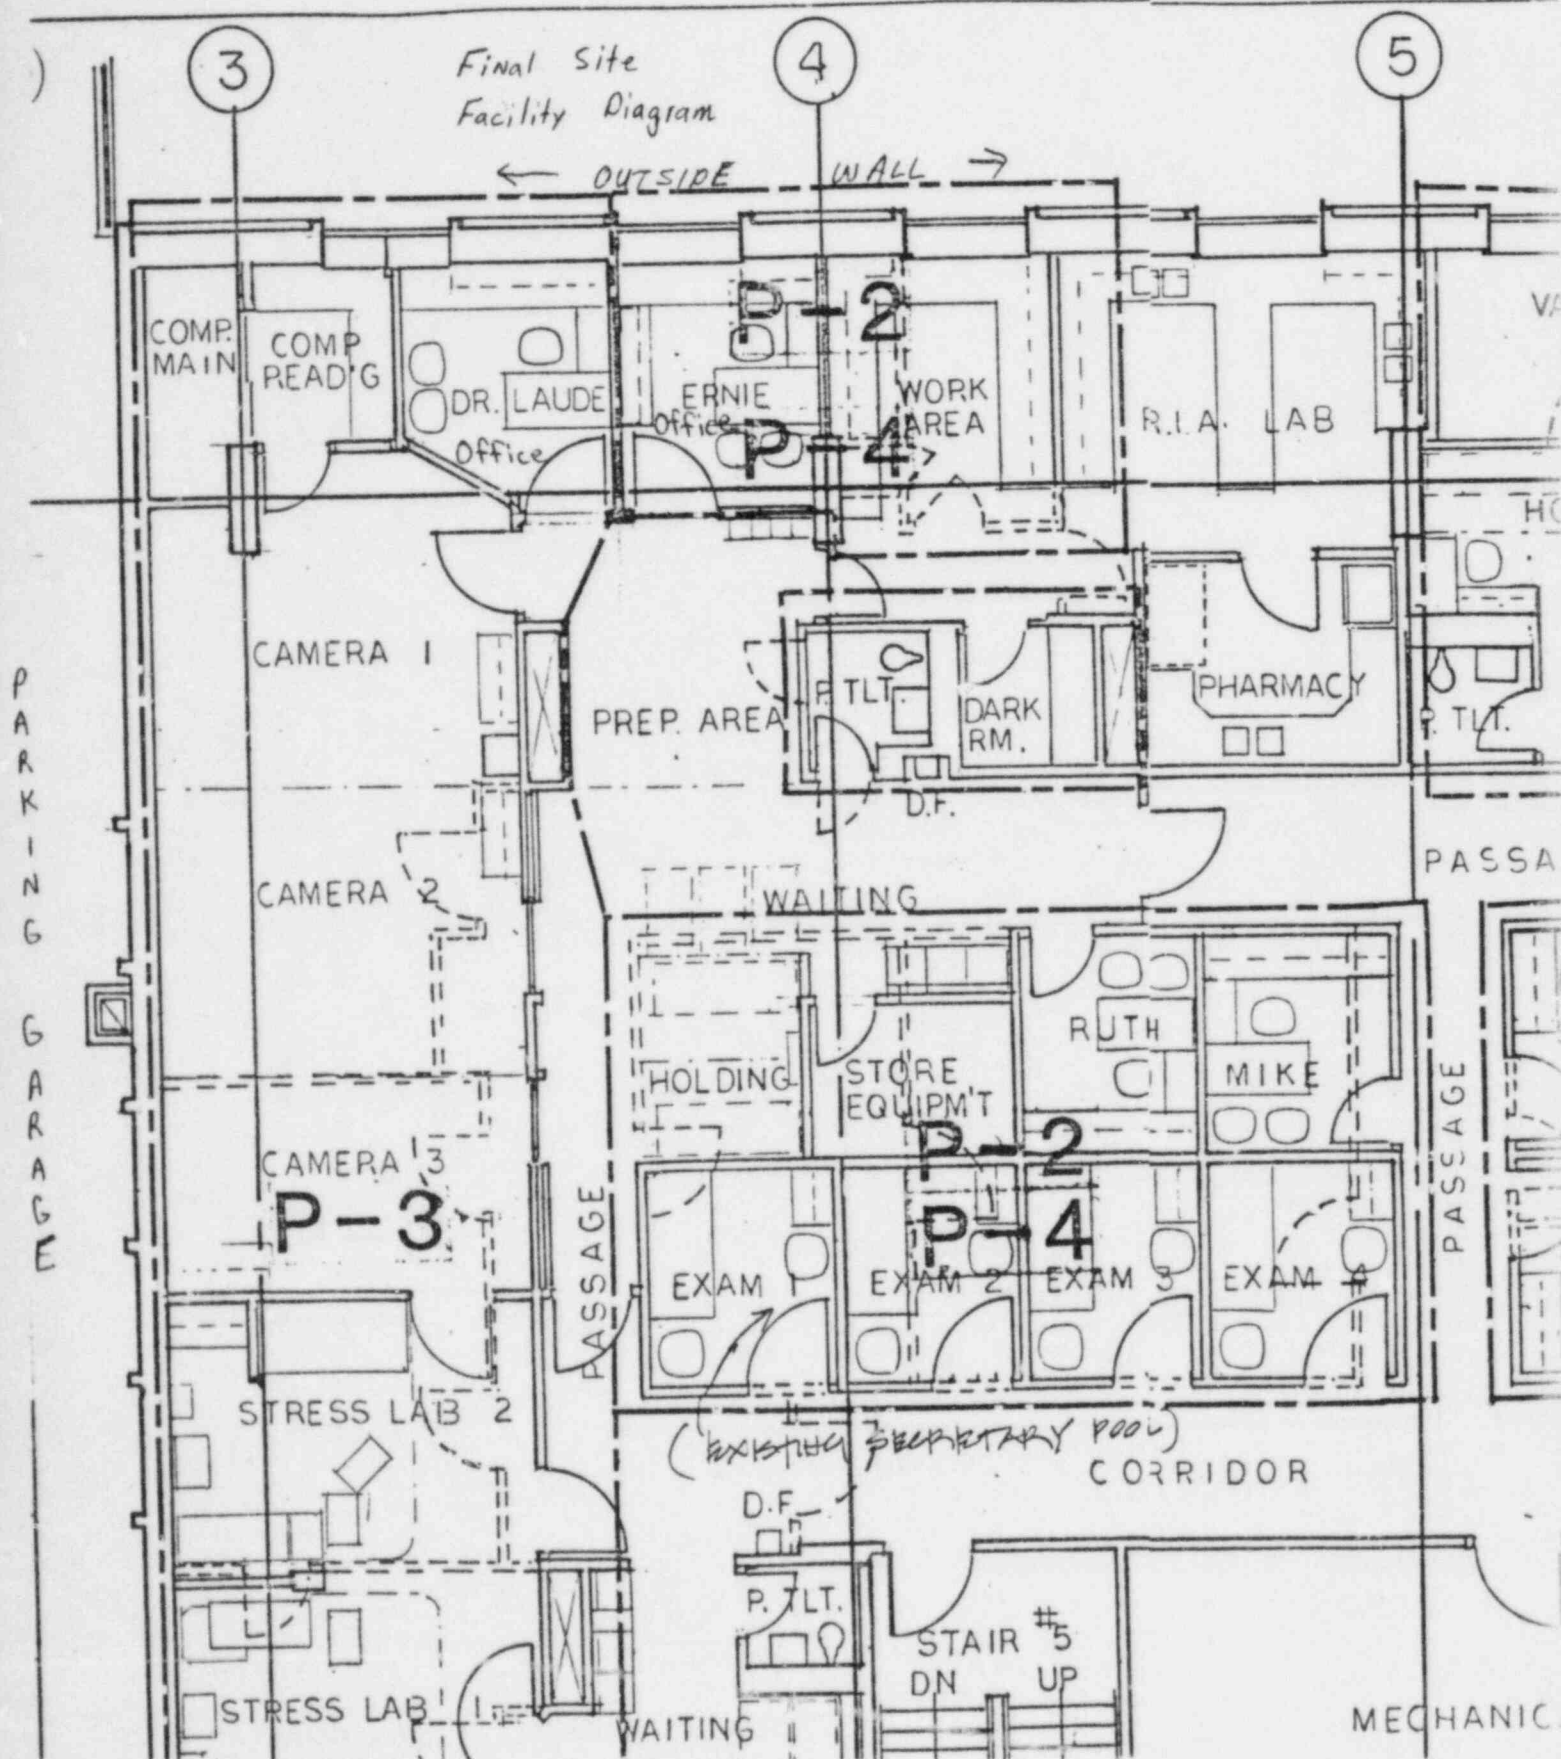 3
4
5
Final Site
Facility Diagram
← OUTSIDE WALL →
COMP.
MAIN
COMP
READ'G
DR. LAUDE
Office
ERNIE
Office
P-2
P-4
WORK
AREA
R.I.A. LAB
CAMERA 1
PREP. AREA
P. TLT.
DARK
RM.
PHARMACY
P. TLT.
D.F.
PARKING GARAGE
CAMERA 2
WAITING
PASSA
HOLDING
STORE
EQUIPM'T
RUTH
MIKE
PASSAGE
CAMERA 3
P-3
PASSAGE
P-2
P-4
EXAM 1
EXAM 2
EXAM 3
EXAM 4
STRESS LAB 2
(EXISTING SECRETARY POOL)
CORRIDOR
D.F.
P. TLT.
STAIR #5
DN UP
STRESS LAB 1
WAITING
MECHANIC